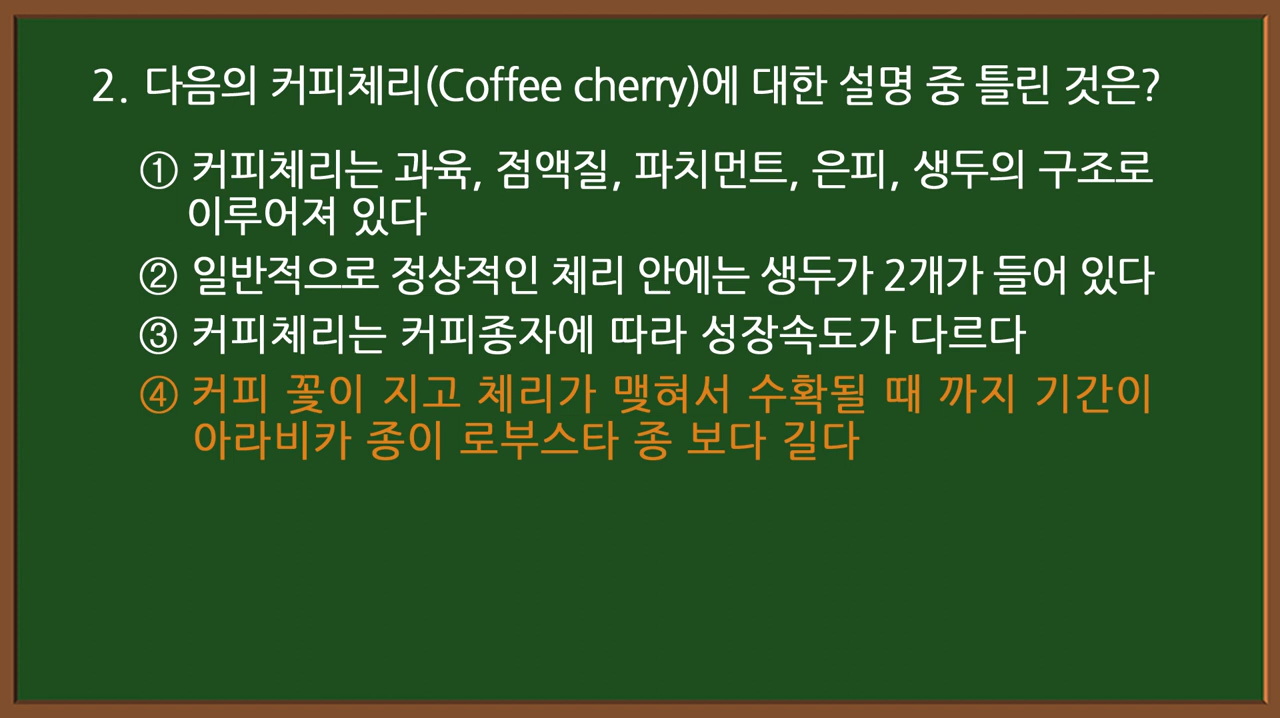 2. 다음의 커피체리(Coffee cherry)에 대한 설명 중 틀린 것은?
① 커피체리는 과육, 점액질, 파치먼트, 은피, 생두의 구조로
이루어져 있다
② 일반적으로 정상적인 체리 안에는 생두가 2개가 들어 있다
③ 커피체리는 커피종자에 따라 성장속도가 다르다
④ 커피 꽃이 지고 체리가 맺혀서 수확될 때 까지 기간이
아라비카 종이 로부스타 종 보다 길다